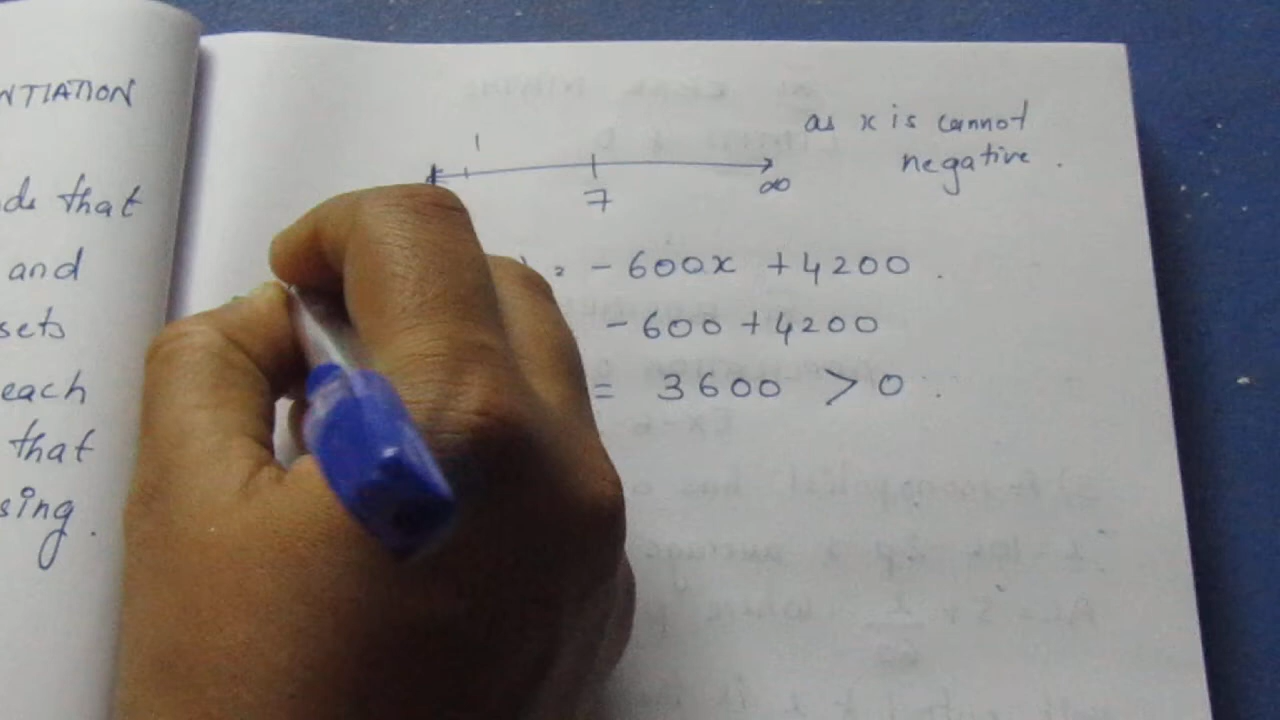 NTIATION
ds that
and
sets
each
that
sing.
1
7
∞
as x is cannot
negative.
= -600x +4200.
-600 +4200
= 3600 > 0.